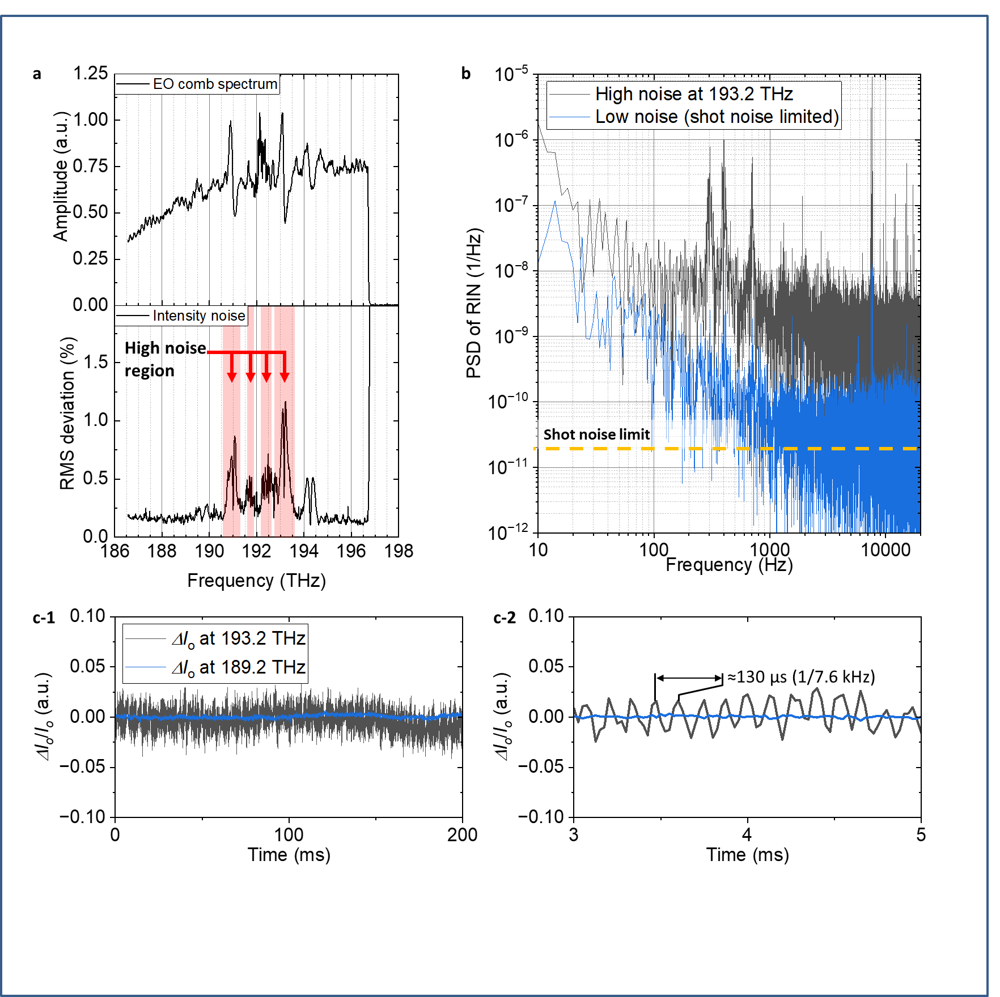 a
1.25
1.00
0.75
0.50
0.25
0.00
Amplitude (a.u.)
EO comb spectrum
Intensity noise
High noise
region
1.5
1.0
0.5
0.0
RMS deviation (%)
186 188 190 192 194 196 198
Frequency (THz)
b
10⁻⁵
10⁻⁶
10⁻⁷
10⁻⁸
10⁻⁹
10⁻¹⁰
10⁻¹¹
10⁻¹²
PSD of RIN (1/Hz)
High noise at 193.2 THz
Low noise (shot noise limited)
Shot noise limit
10 100 1000 10000
Frequency (Hz)
c-1
0.10
0.05
0.00
−0.05
−0.10
ΔIo/Io (a.u.)
ΔIo at 193.2 THz
ΔIo at 189.2 THz
0 100 200
Time (ms)
c-2
0.10
0.05
0.00
−0.05
−0.10
ΔIo/Io (a.u.)
≈130 μs (1/7.6 kHz)
3 4 5
Time (ms)